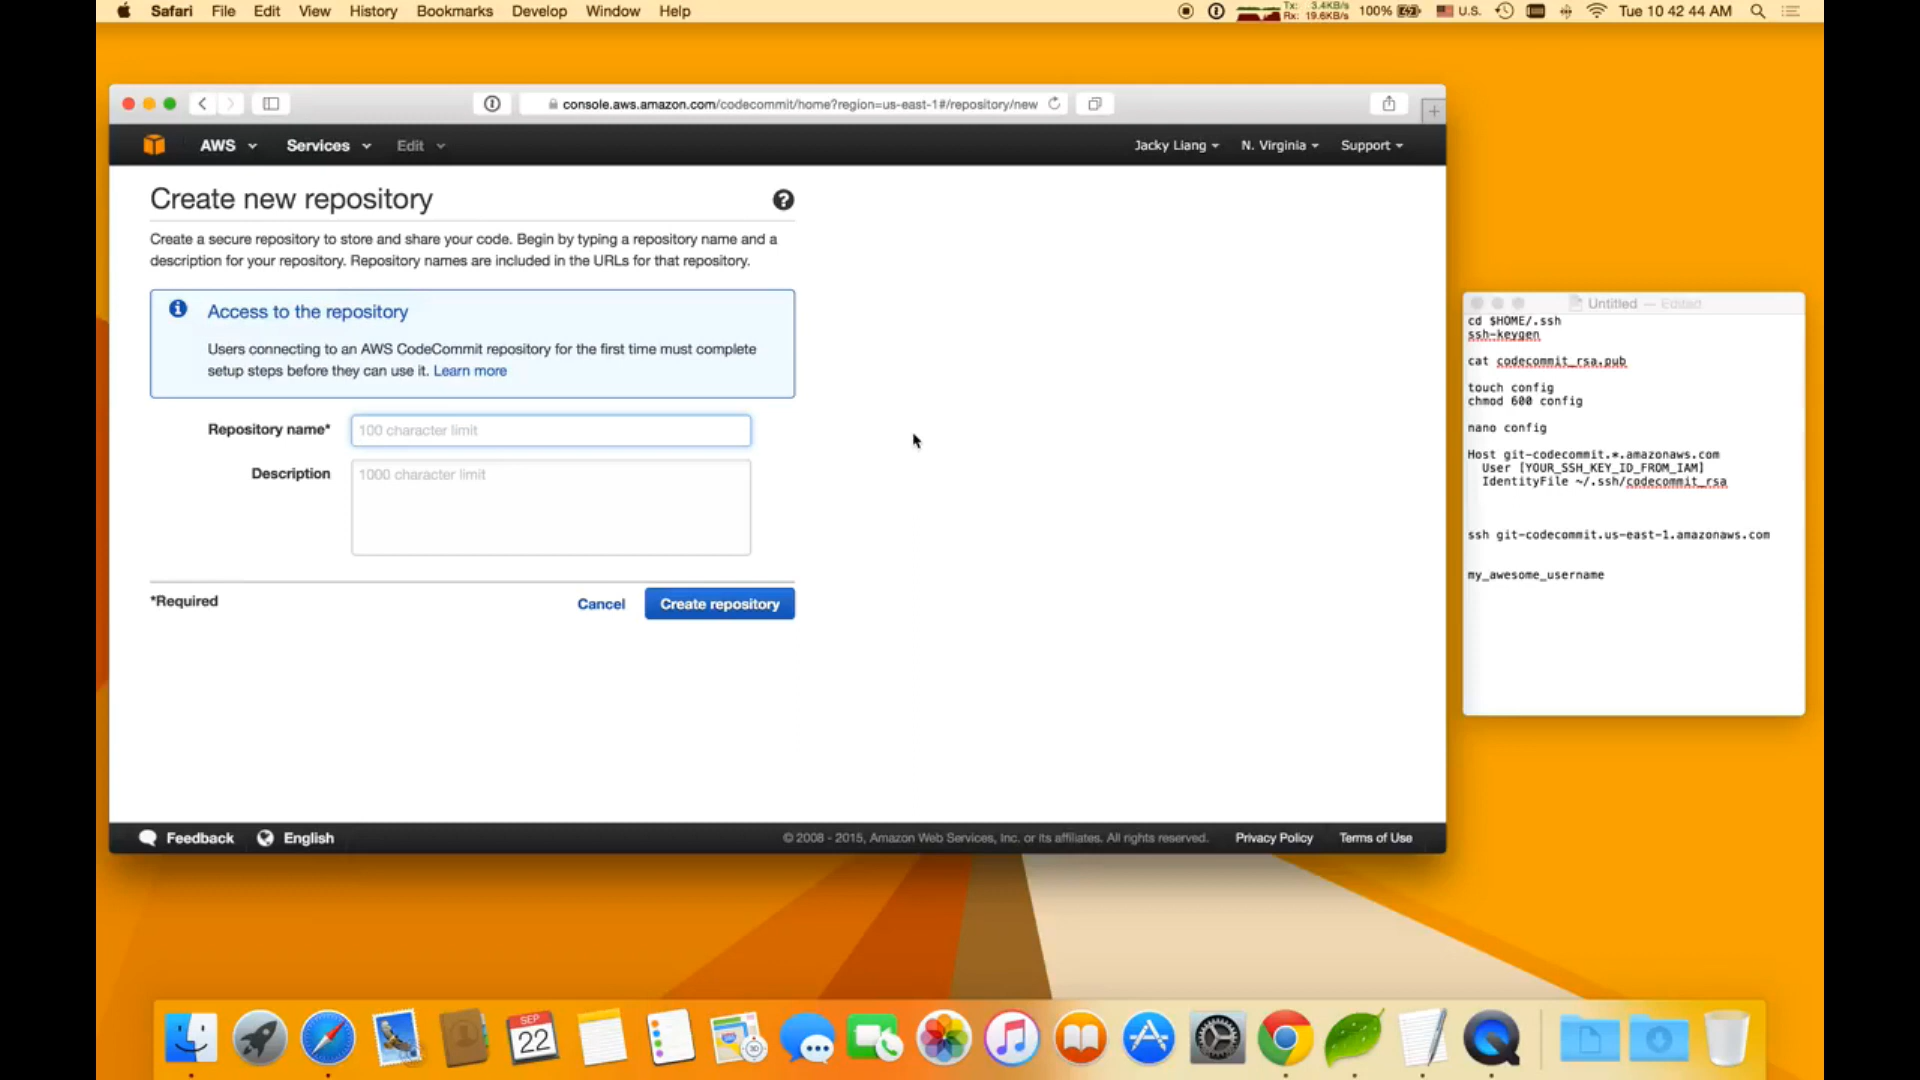 Safari File Edit View History Bookmarks Develop Window Help
Tx: 3.4KB/s
Rx: 19.6KB/s
100% U.S. Tue 10 42 44 AM
console.aws.amazon.com/codecommit/home?region=us-east-1#/repository/new
AWS Services Edit Jacky Liang N. Virginia Support
Create new repository
Create a secure repository to store and share your code. Begin by typing a repository name and a
description for your repository. Repository names are included in the URLs for that repository.
Access to the repository
Users connecting to an AWS CodeCommit repository for the first time must complete
setup steps before they can use it. Learn more
Repository name* 100 character limit
Description 1000 character limit
*Required Cancel Create repository
Feedback English © 2008 - 2015, Amazon Web Services, Inc. or its affiliates. All rights reserved. Privacy Policy Terms of Use
Untitled — Edited
cd $HOME/.ssh
ssh-keygen
cat codecommit_rsa.pub
touch config
chmod 600 config
nano config
Host git-codecommit.*.amazonaws.com
User [YOUR_SSH_KEY_ID_FROM_IAM]
IdentityFile ~/.ssh/codecommit_rsa
ssh git-codecommit.us-east-1.amazonaws.com
my_awesome_username
SEP
22